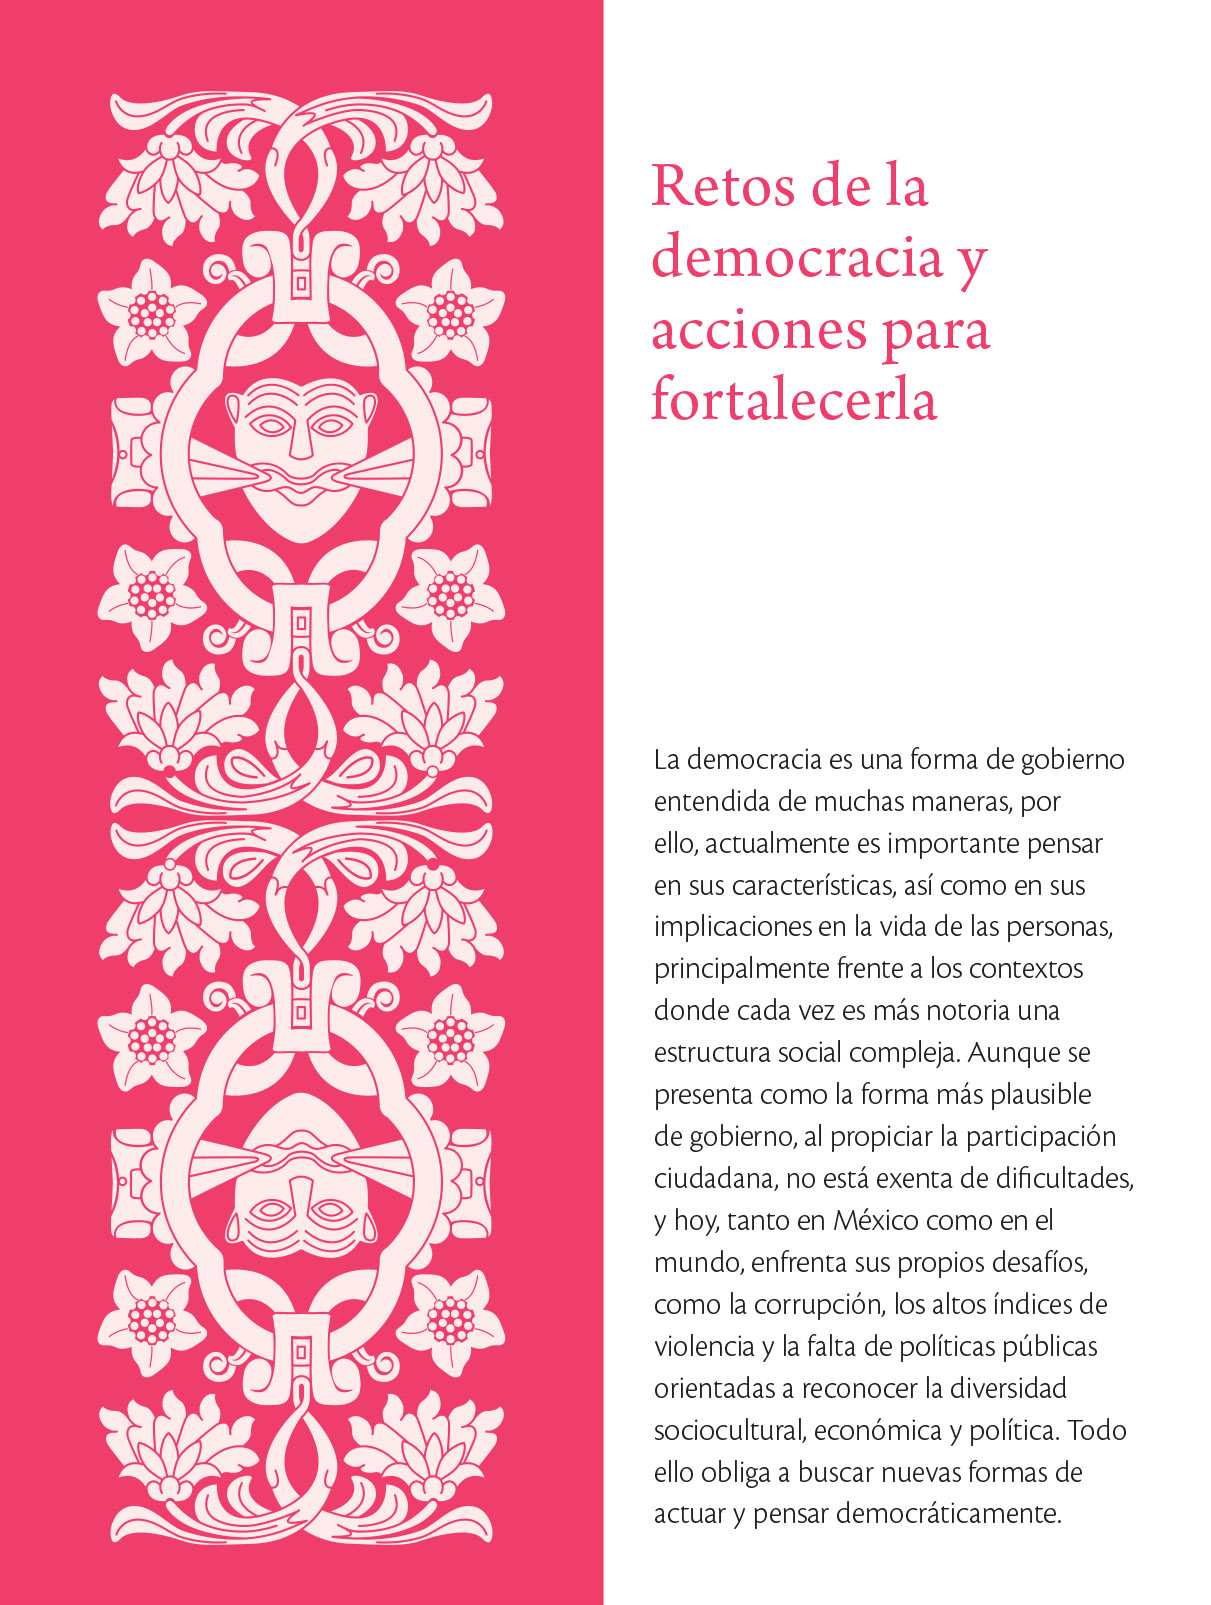 Retos de la
democracia y
acciones para
fortalecerla
La democracia es una forma de gobierno
entendida de muchas maneras, por
ello, actualmente es importante pensar
en sus características, así como en sus
implicaciones en la vida de las personas,
principalmente frente a los contextos
donde cada vez es más notoria una
estructura social compleja. Aunque se
presenta como la forma más plausible
de gobierno, al propiciar la participación
ciudadana, no está exenta de dificultades,
y hoy, tanto en México como en el
mundo, enfrenta sus propios desafíos,
como la corrupción, los altos índices de
violencia y la falta de políticas públicas
orientadas a reconocer la diversidad
sociocultural, económica y política. Todo
ello obliga a buscar nuevas formas de
actuar y pensar democráticamente.